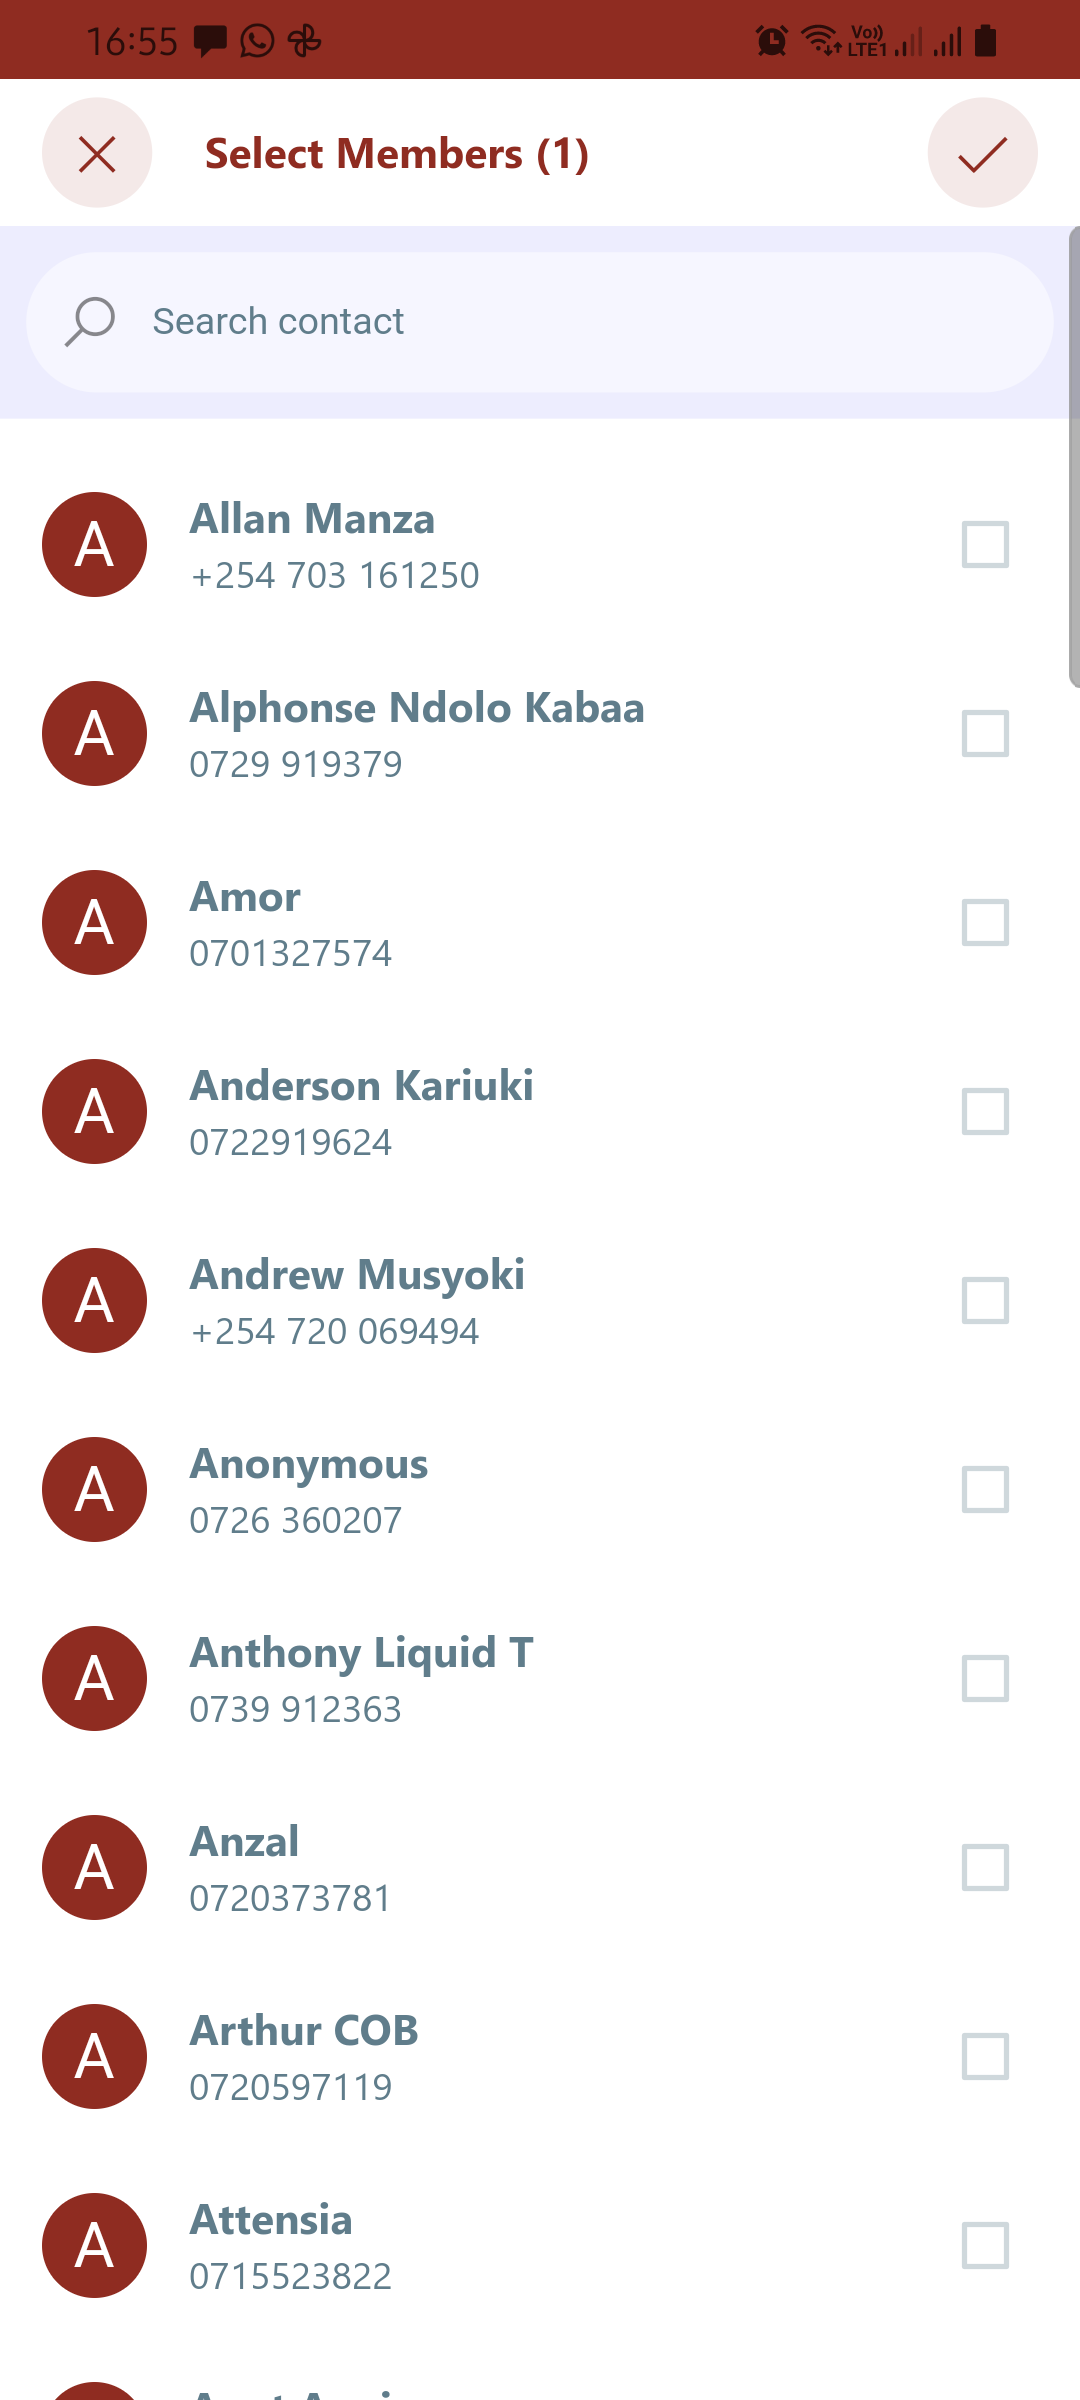 16:55 Vo)) LTE1
Select Members (1)
Search contact
A
Allan Manza
+254 703 161250
A
Alphonse Ndolo Kabaa
0729 919379
A
Amor
0701327574
A
Anderson Kariuki
0722919624
A
Andrew Musyoki
+254 720 069494
A
Anonymous
0726 360207
A
Anthony Liquid T
0739 912363
A
Anzal
0720373781
A
Arthur COB
0720597119
A
Attensia
0715523822